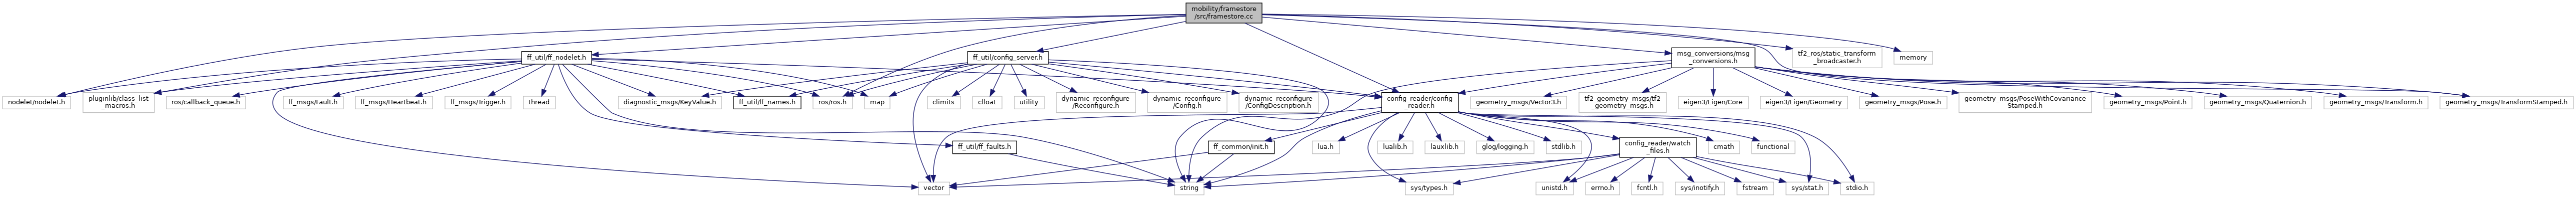 mobility/framestore
/src/framestore.cc
ff_util/ff_nodelet.h
ff_util/config_server.h
msg_conversions/msg
_conversions.h
tf2_ros/static_transform
_broadcaster.h
memory
nodelet/nodelet.h
pluginlib/class_list
_macros.h
ros/callback_queue.h
ff_msgs/Fault.h
ff_msgs/Heartbeat.h
ff_msgs/Trigger.h
thread
diagnostic_msgs/KeyValue.h
ff_util/ff_names.h
ros/ros.h
map
climits
cfloat
utility
dynamic_reconfigure
/Reconfigure.h
dynamic_reconfigure
/Config.h
dynamic_reconfigure
/ConfigDescription.h
config_reader/config
_reader.h
geometry_msgs/Vector3.h
tf2_geometry_msgs/tf2
_geometry_msgs.h
eigen3/Eigen/Core
eigen3/Eigen/Geometry
geometry_msgs/Pose.h
geometry_msgs/PoseWithCovariance
Stamped.h
geometry_msgs/Point.h
geometry_msgs/Quaternion.h
geometry_msgs/Transform.h
geometry_msgs/TransformStamped.h
ff_util/ff_faults.h
ff_common/init.h
lua.h
lualib.h
lauxlib.h
glog/logging.h
stdlib.h
config_reader/watch
_files.h
cmath
functional
vector
string
sys/types.h
unistd.h
errno.h
fcntl.h
sys/inotify.h
fstream
sys/stat.h
stdio.h